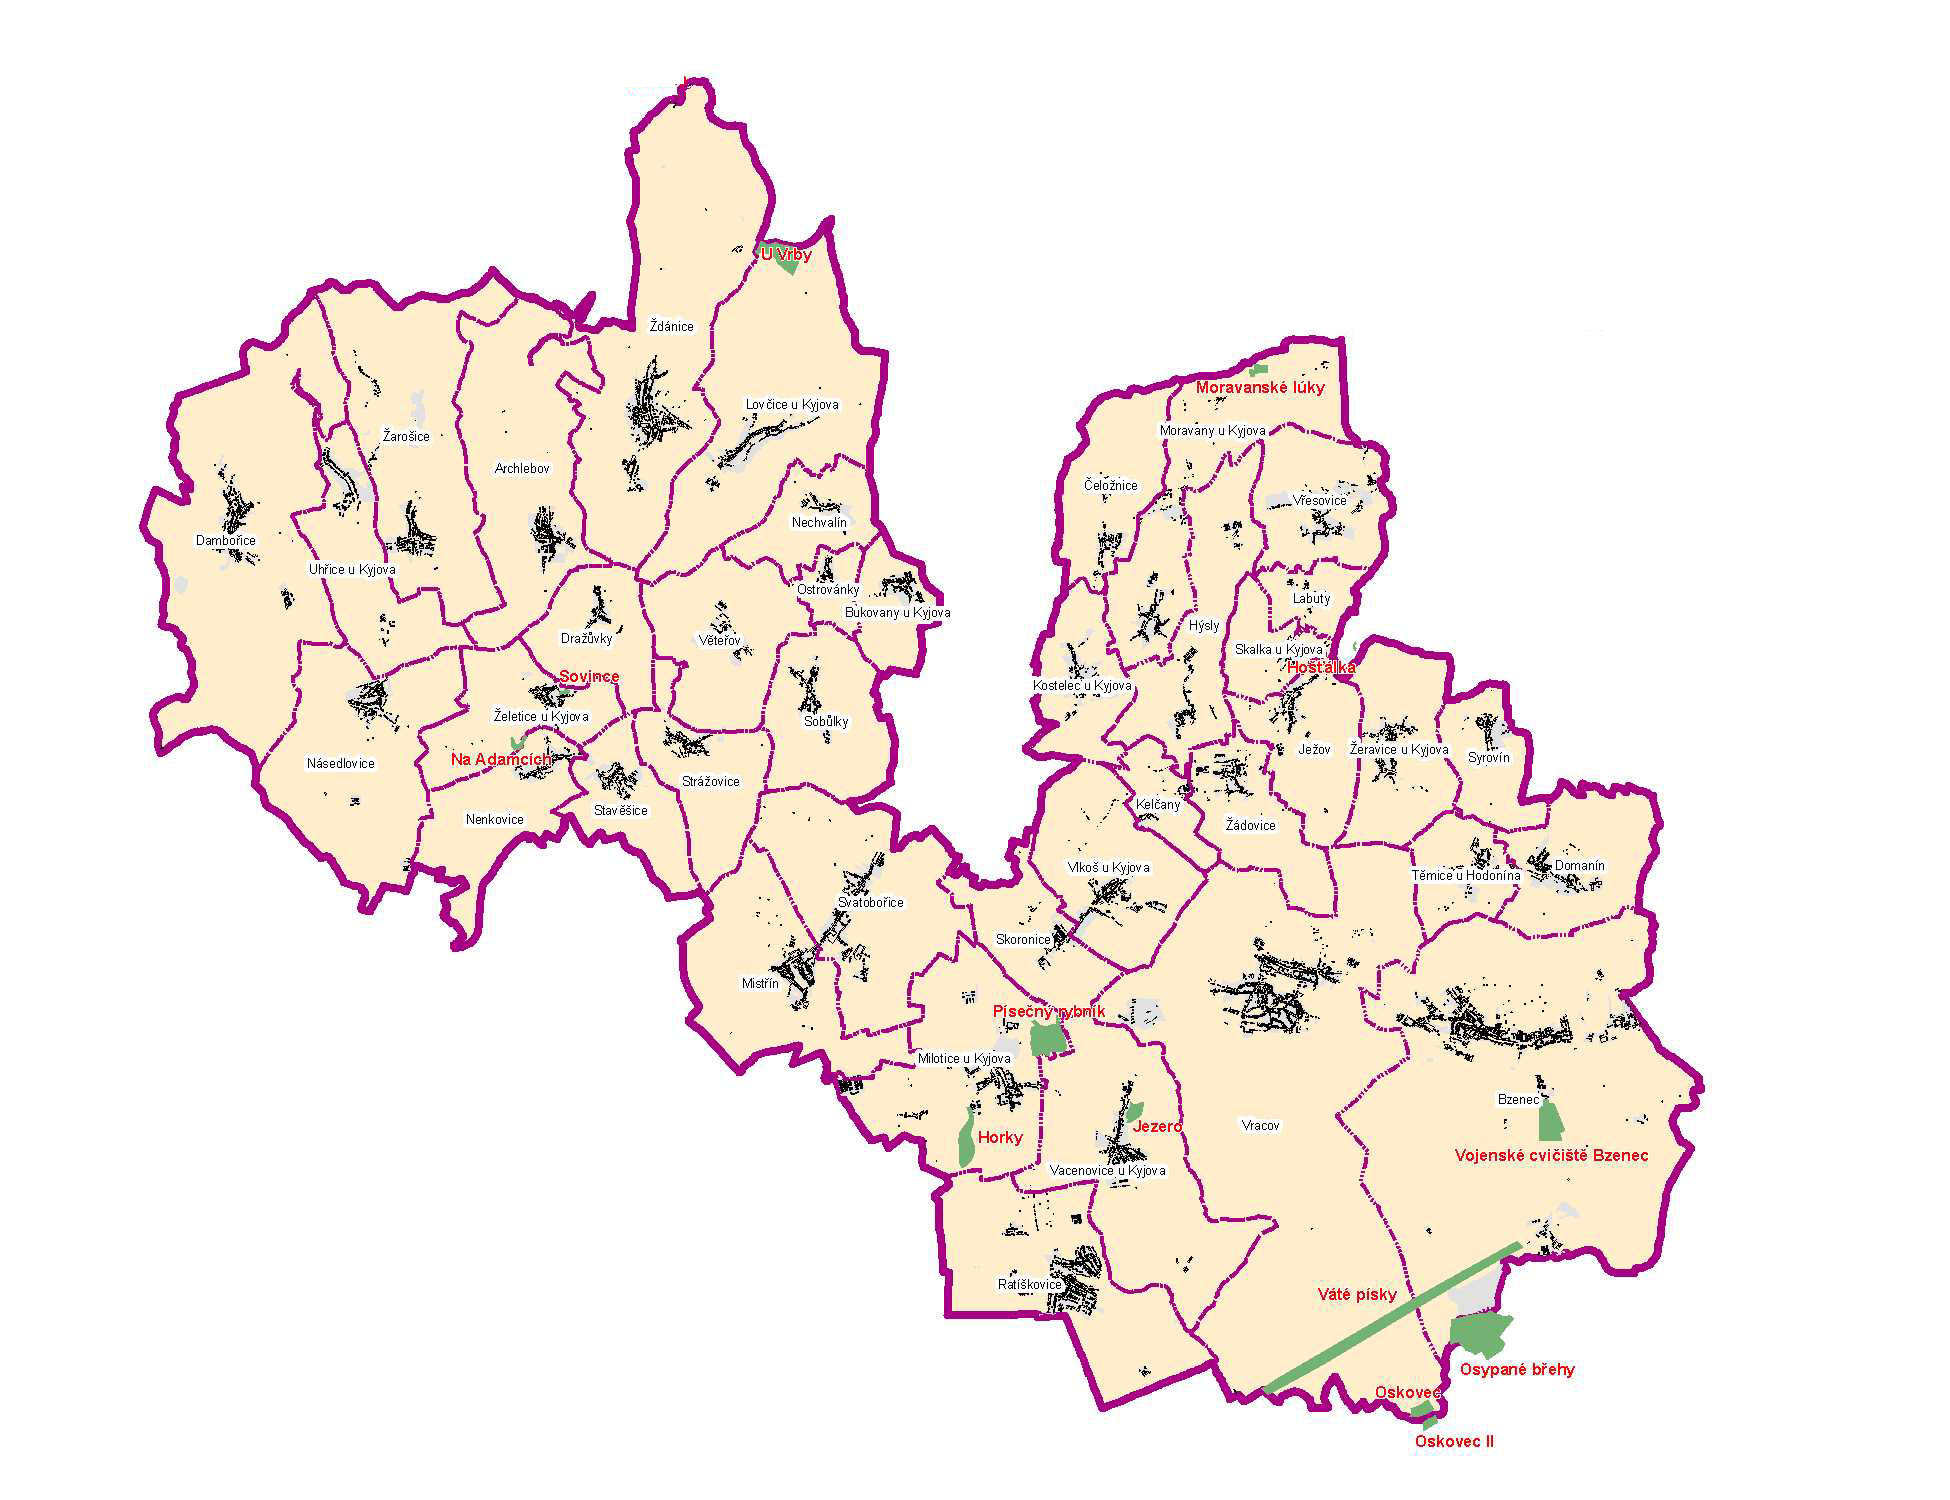 U Vrby
Ždánice
Moravanské lúky
Lovčice u Kyjova
Žarošice
Moravany u Kyjova
Archlebov
Čeložnice
Vřesovice
Nechvalín
Dambořice
Uhřice u Kyjova
Ostrovánky
Labuty
Bukovany u Kyjova
Hýsly
Dražůvky
Věteřov
Skalka u Kyjova
Hošťálka
Sovince
Kostelec u Kyjova
Želetice u Kyjova
Sobůlky
Ježov
Žeravice u Kyjova
Syrovín
Na Adamcích
Násedlovice
Strážovice
Kelčany
Stavěšice
Nenkovice
Žádovice
Vlkoš u Kyjova
Domanín
Těmice u Hodonína
Svatobořice
Skoronice
Mistřín
Písečný rybník
Milotice u Kyjova
Bzenec
Jezero
Vracov
Horky
Vojenské cvičiště Bzenec
Vacenovice u Kyjova
Ratíškovice
Váté písky
Osypané břehy
Oskovec
Oskovec II